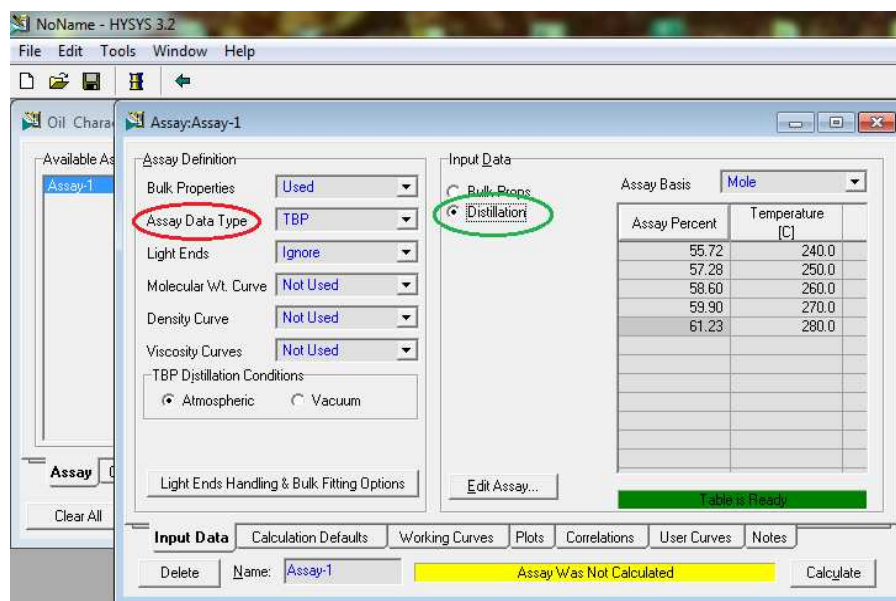 NoName - HYSYS 3.2
File Edit Tools Window Help
Oil Chara
Available As
Assay-1
Assay
Clear All
Assay:Assay-1
Assay Definition
Bulk Properties Used
Assay Data Type TBP
Light Ends Ignore
Molecular Wt. Curve Not Used
Density Curve Not Used
Viscosity Curves Not Used
TBP Distillation Conditions
Atmospheric Vacuum
Light Ends Handling & Bulk Fitting Options
Input Data
Bulk Props
Distillation
Edit Assay...
Assay Basis Mole
Assay Percent Temperature [C]
55.72 240.0
57.28 250.0
58.60 260.0
59.90 270.0
61.23 280.0
Table is Ready
Input Data Calculation Defaults Working Curves Plots Correlations User Curves Notes
Delete Name: Assay-1 Assay Was Not Calculated Calculate